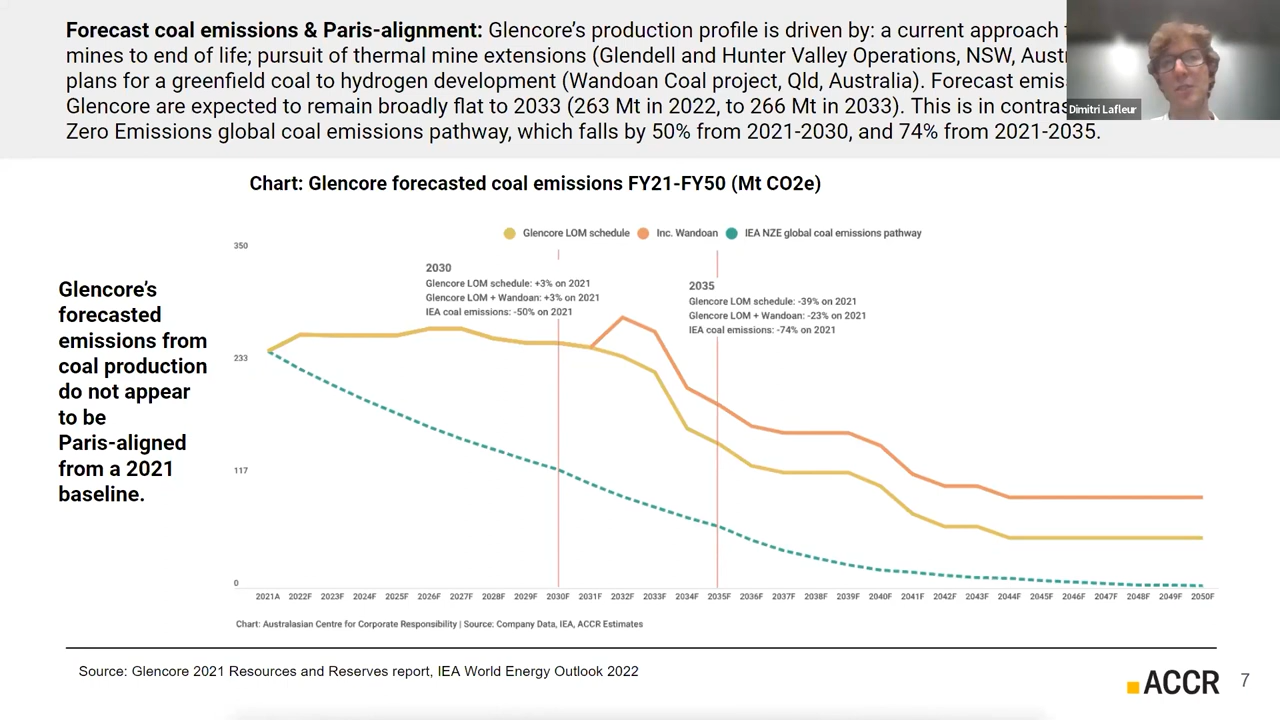 Forecast coal emissions & Paris-alignment: Glencore’s production profile is driven by: a current approach
mines to end of life; pursuit of thermal mine extensions (Glendell and Hunter Valley Operations, NSW,
plans for a greenfield coal to hydrogen development (Wandoan Coal project, Qld, Australia). Forecast
Glencore are expected to remain broadly flat to 2033 (263 Mt in 2022, to 266 Mt in 2033). This is in
Zero Emissions global coal emissions pathway, which falls by 50% from 2021-2030, and 74% from 2021-2035.
Dimitri Lafleur
Chart: Glencore forecasted coal emissions FY21-FY50 (Mt CO2e)
Glencore LOM schedule Inc. Wandoan IEA NZE global coal emissions pathway
Glencore’s
forecasted
emissions from
coal production
do not appear
to be
Paris-aligned
from a 2021
baseline.
350
233
117
0
2030
Glencore LOM schedule: +3% on 2021
Glencore LOM + Wandoan: +3% on 2021
IEA coal emissions: -50% on 2021
2035
Glencore LOM schedule: -39% on 2021
Glencore LOM + Wandoan: -23% on 2021
IEA coal emissions: -74% on 2021
2021A 2022F 2023F 2024F 2025F 2026F 2027F 2028F 2029F 2030F 2031F 2032F 2033F 2034F 2035F 2036F 2037F 2038F 2039F 2040F 2041F 2042F 2043F 2044F 2045F 2046F 2047F 2048F 2049F 2050F
Chart: Australasian Centre for Corporate Responsibility | Source: Company Data, IEA, ACCR Estimates
Source: Glencore 2021 Resources and Reserves report, IEA World Energy Outlook 2022
ACCR
7